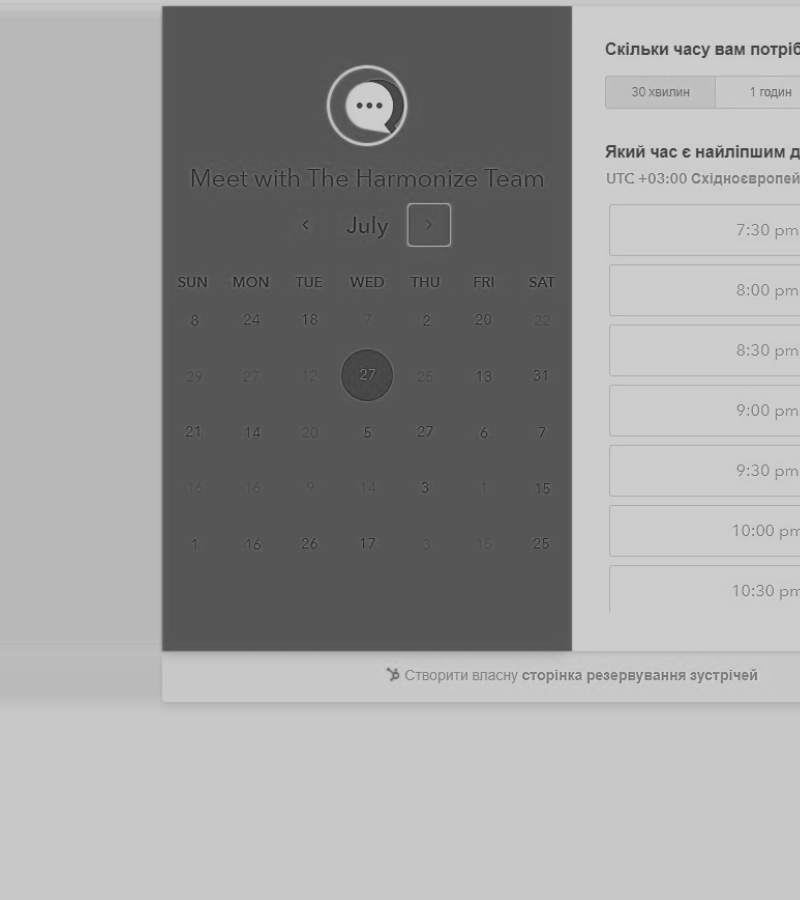 Meet with The Harmonize Team
July
SUN MON TUE WED THU FRI SAT
8 24 18 7 2 20 22
29 27 12 27 25 13 31
21 14 20 5 27 6 7
16 16 9 14 3 1 15
1 16 26 17 3 15 25
Скільки часу вам потріб
30 хвилин 1 годин
Який час є найліпшим д
UTC +03:00 Східноєвропей
7:30 pm
8:00 pm
8:30 pm
9:00 pm
9:30 pm
10:00 pm
10:30 pm
Створити власну сторінка резервування зустрічей